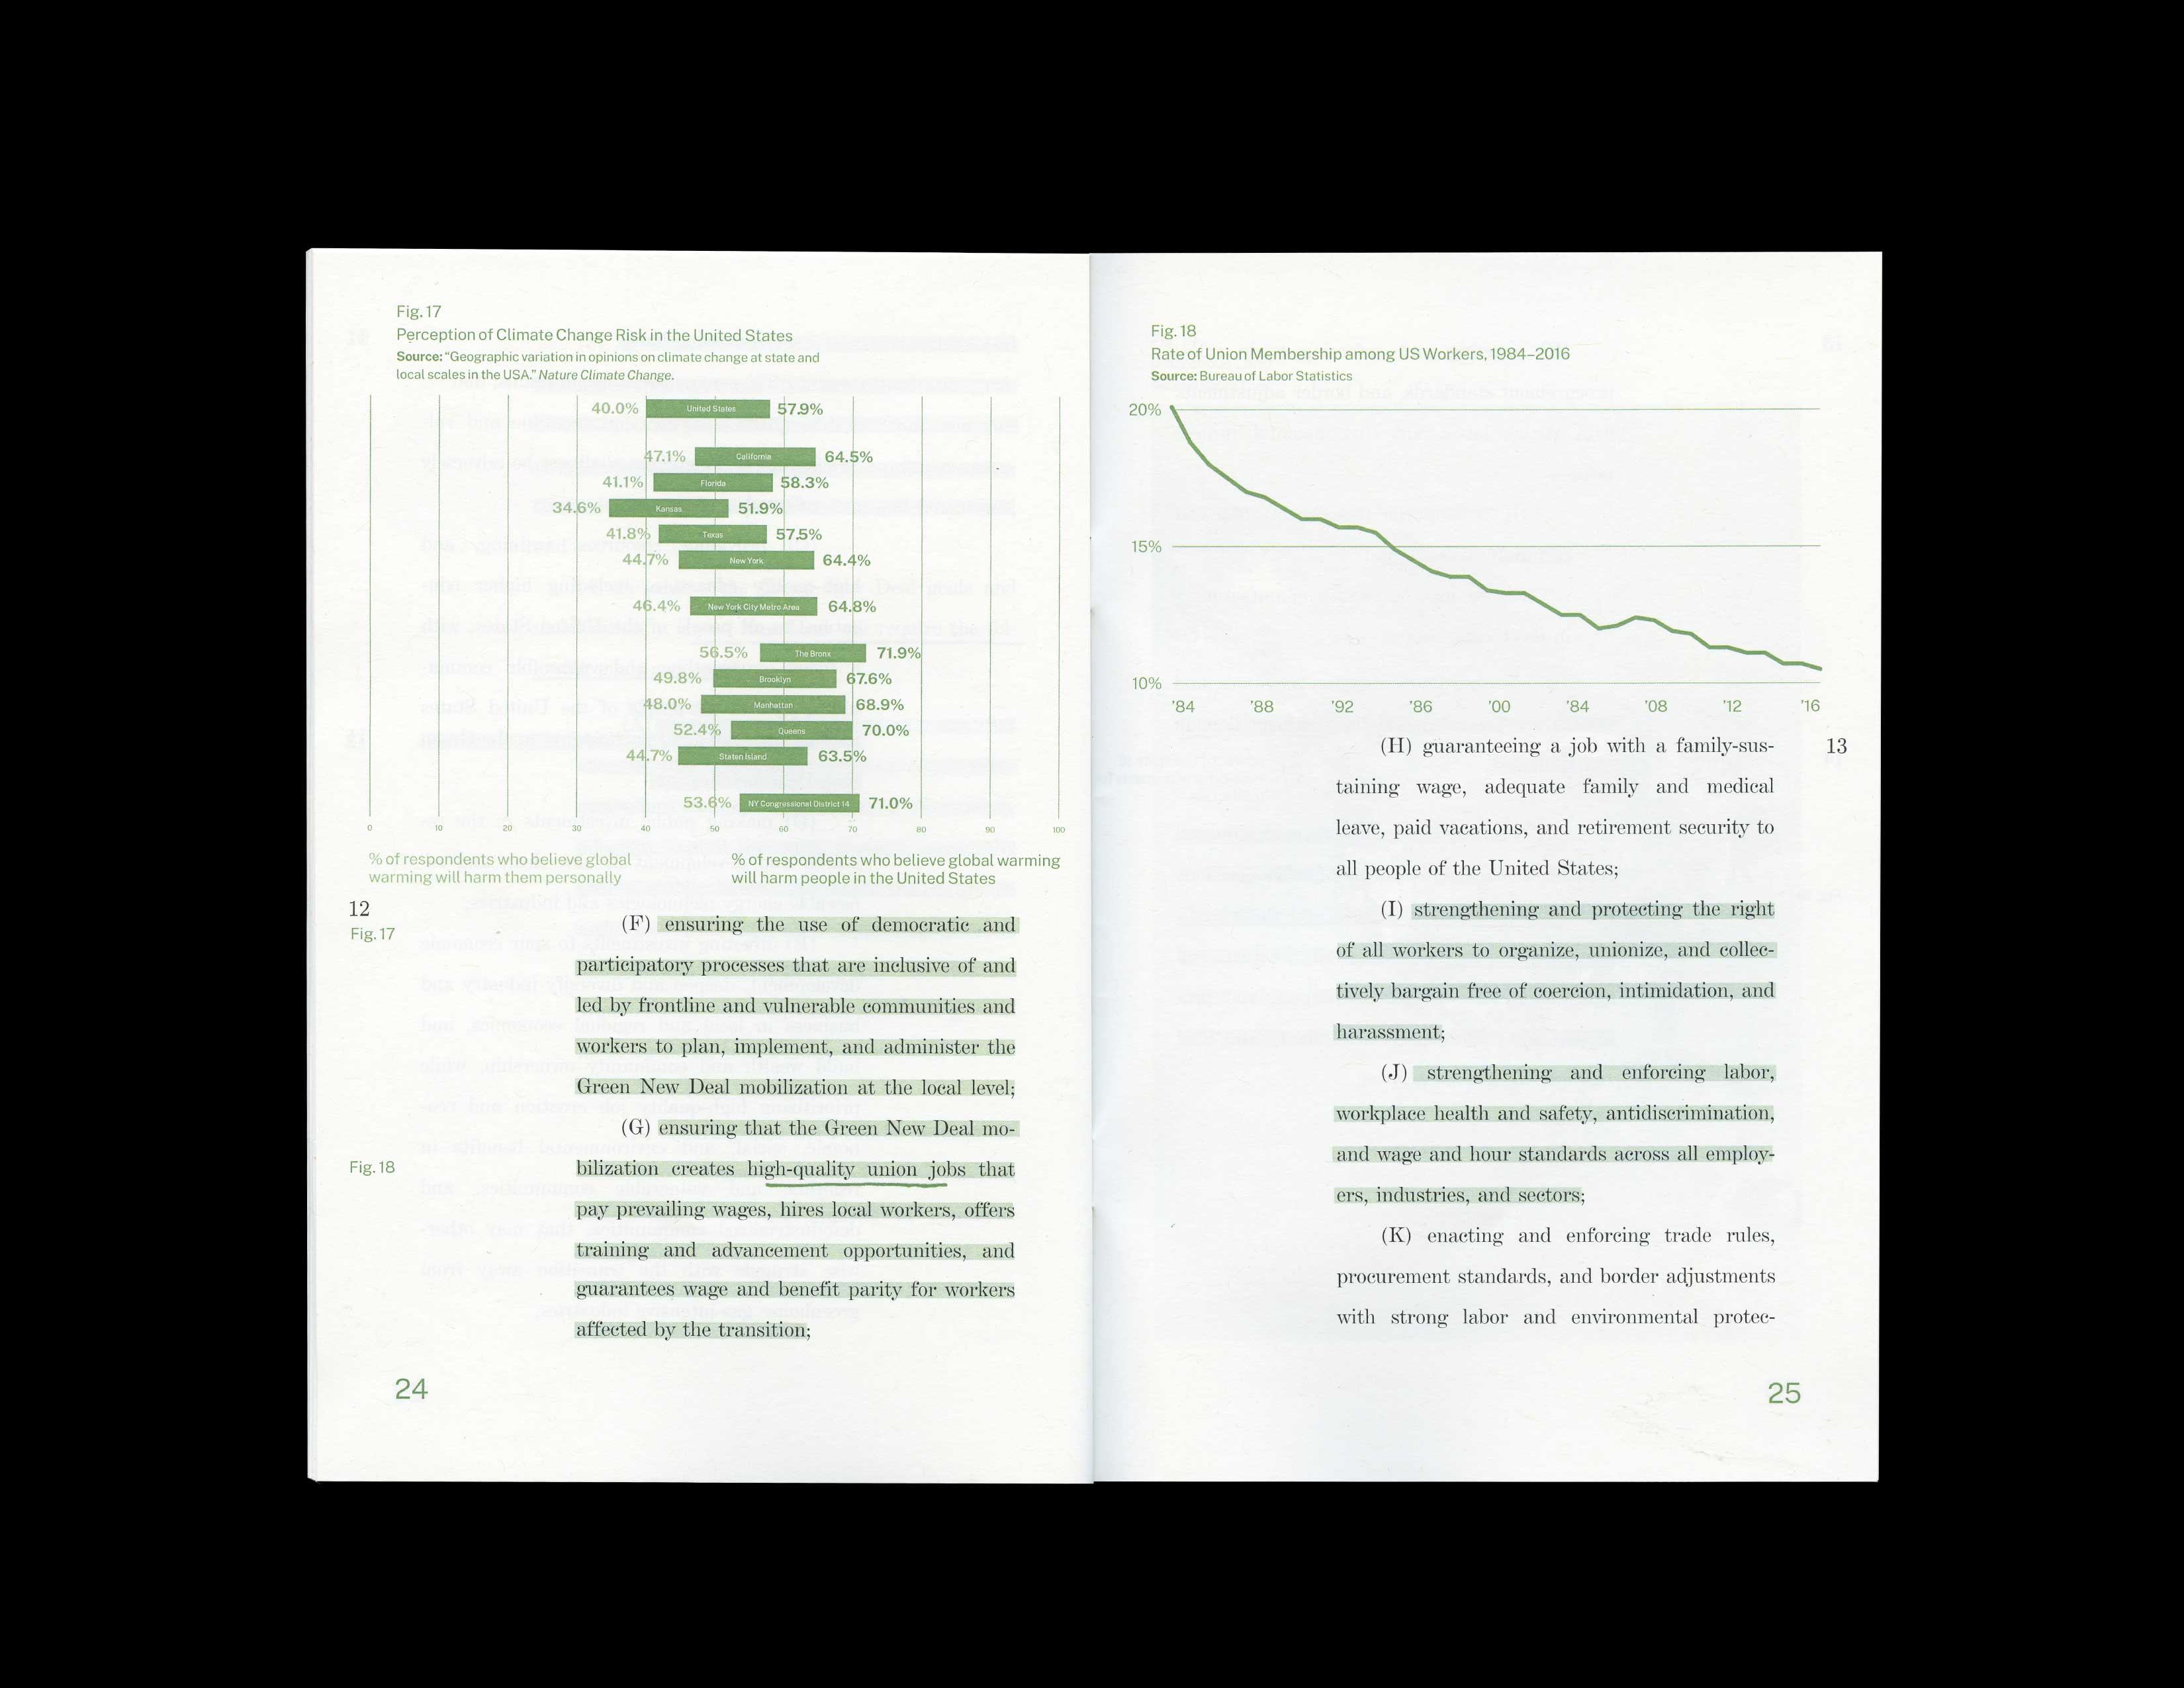 Fig. 17
Perception of Climate Change Risk in the United States
Source: “Geographic variation in opinions on climate change at state and
local scales in the USA.” Nature Climate Change.
40.0% United States 57.9%
47.1% California 64.5%
41.1% Florida 58.3%
34.6% Kansas 51.9%
41.8% Texas 57.5%
44.7% New York 64.4%
46.4% New York City Metro Area 64.8%
56.5% The Bronx 71.9%
49.8% Brooklyn 67.6%
48.0% Manhattan 68.9%
52.4% Queens 70.0%
44.7% Staten Island 63.5%
53.6% NY Congressional District 14 71.0%
0 10 20 30 40 50 60 70 80 90 100
% of respondents who believe global
warming will harm them personally
% of respondents who believe global warming
will harm people in the United States
12
Fig. 17
(F) ensuring the use of democratic and
participatory processes that are inclusive of and
led by frontline and vulnerable communities and
workers to plan, implement, and administer the
Green New Deal mobilization at the local level;
(G) ensuring that the Green New Deal mo-
Fig. 18
bilization creates high-quality union jobs that
pay prevailing wages, hires local workers, offers
training and advancement opportunities, and
guarantees wage and benefit parity for workers
affected by the transition;
24
Fig. 18
Rate of Union Membership among US Workers, 1984–2016
Source: Bureau of Labor Statistics
20%
15%
10%
’84 ’88 ’92 ’86 ’00 ’84 ’08 ’12 ’16
(H) guaranteeing a job with a family-sus-
13
taining wage, adequate family and medical
leave, paid vacations, and retirement security to
all people of the United States;
(I) strengthening and protecting the right
of all workers to organize, unionize, and collec-
tively bargain free of coercion, intimidation, and
harassment;
(J) strengthening and enforcing labor,
workplace health and safety, antidiscrimination,
and wage and hour standards across all employ-
ers, industries, and sectors;
(K) enacting and enforcing trade rules,
procurement standards, and border adjustments
with strong labor and environmental protec-
25